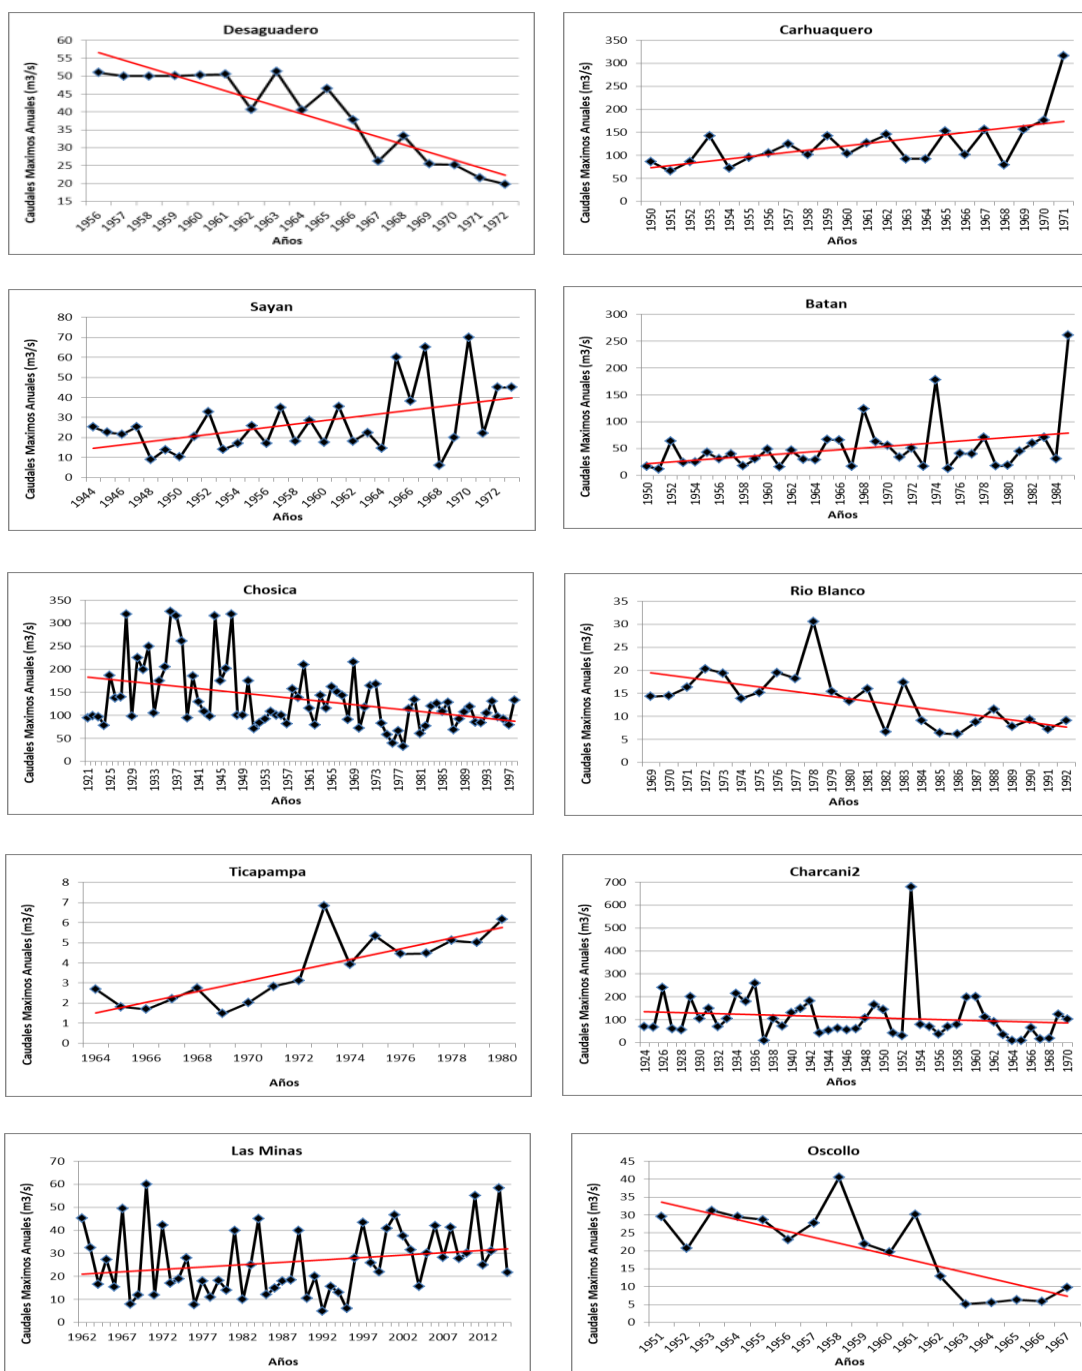 Desaguadero
Caudales Maximos Anuales (m3/s)
60
55
50
45
40
35
30
25
20
15
1956 1957 1958 1959 1960 1961 1962 1963 1964 1965 1966 1967 1968 1969 1970 1971 1972
Años
Carhuaquero
Caudales Maximos Anuales (m3/s)
350
300
250
200
150
100
50
0
1950 1951 1952 1953 1954 1955 1956 1957 1958 1959 1960 1961 1962 1963 1964 1965 1966 1967 1968 1969 1970 1971
Años
Sayan
Caudales Maximos Anuales (m3/s)
80
70
60
50
40
30
20
10
0
1944 1946 1948 1950 1952 1954 1956 1958 1960 1962 1964 1966 1968 1970 1972
Años
Batan
Caudales Maximos Anuales (m3/s)
300
250
200
150
100
50
0
1950 1952 1954 1956 1958 1960 1962 1964 1966 1968 1970 1972 1974 1976 1978 1980 1982 1984
Años
Chosica
Caudales Maximos Anuales (m3/s)
350
300
250
200
150
100
50
0
1921 1925 1929 1933 1937 1941 1945 1949 1953 1957 1961 1965 1969 1973 1977 1981 1985 1989 1993 1997
Años
Rio Blanco
Caudales Maximos Anuales (m3/s)
35
30
25
20
15
10
5
0
1969 1970 1971 1972 1973 1974 1975 1976 1977 1978 1979 1980 1981 1982 1983 1984 1985 1986 1987 1988 1989 1990 1991 1992
Años
Ticapampa
Caudales Maximos Anuales (m3/s)
8
7
6
5
4
3
2
1
0
1964 1966 1968 1970 1972 1974 1976 1978 1980
Años
Charcani2
Caudales Maximos Anuales (m3/s)
700
600
500
400
300
200
100
0
1924 1926 1928 1930 1932 1934 1936 1938 1940 1942 1944 1946 1948 1950 1952 1954 1956 1958 1960 1962 1964 1966 1968 1970
Años
Las Minas
Caudales Maximos Anuales (m3/s)
70
60
50
40
30
20
10
0
1962 1967 1972 1977 1982 1987 1992 1997 2002 2007 2012
Años
Oscollo
Caudales Maximos Anuales (m3/s)
45
40
35
30
25
20
15
10
5
0
1951 1952 1953 1954 1955 1956 1957 1958 1959 1960 1961 1962 1963 1964 1965 1966 1967
Años